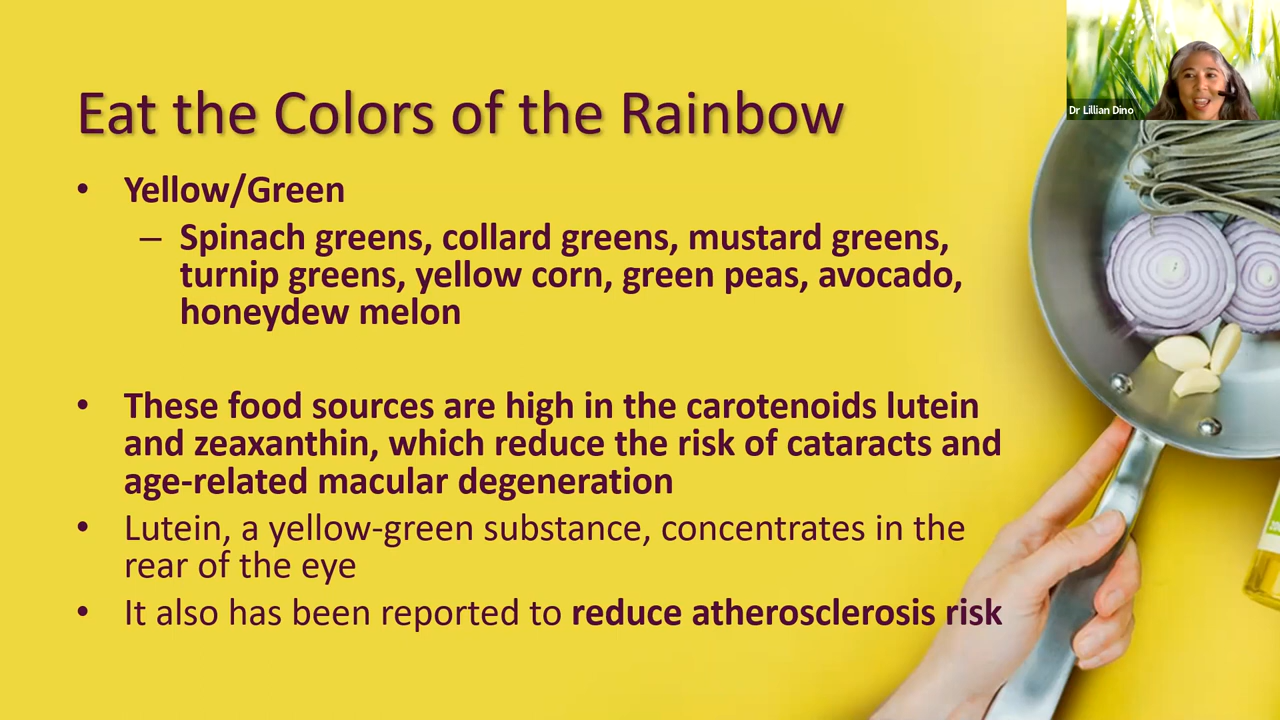 Dr Lillian Dino
Eat the Colors of the Rainbow
• Yellow/Green
– Spinach greens, collard greens, mustard greens,
turnip greens, yellow corn, green peas, avocado,
honeydew melon
• These food sources are high in the carotenoids lutein
and zeaxanthin, which reduce the risk of cataracts and
age-related macular degeneration
• Lutein, a yellow-green substance, concentrates in the
rear of the eye
• It also has been reported to reduce atherosclerosis risk